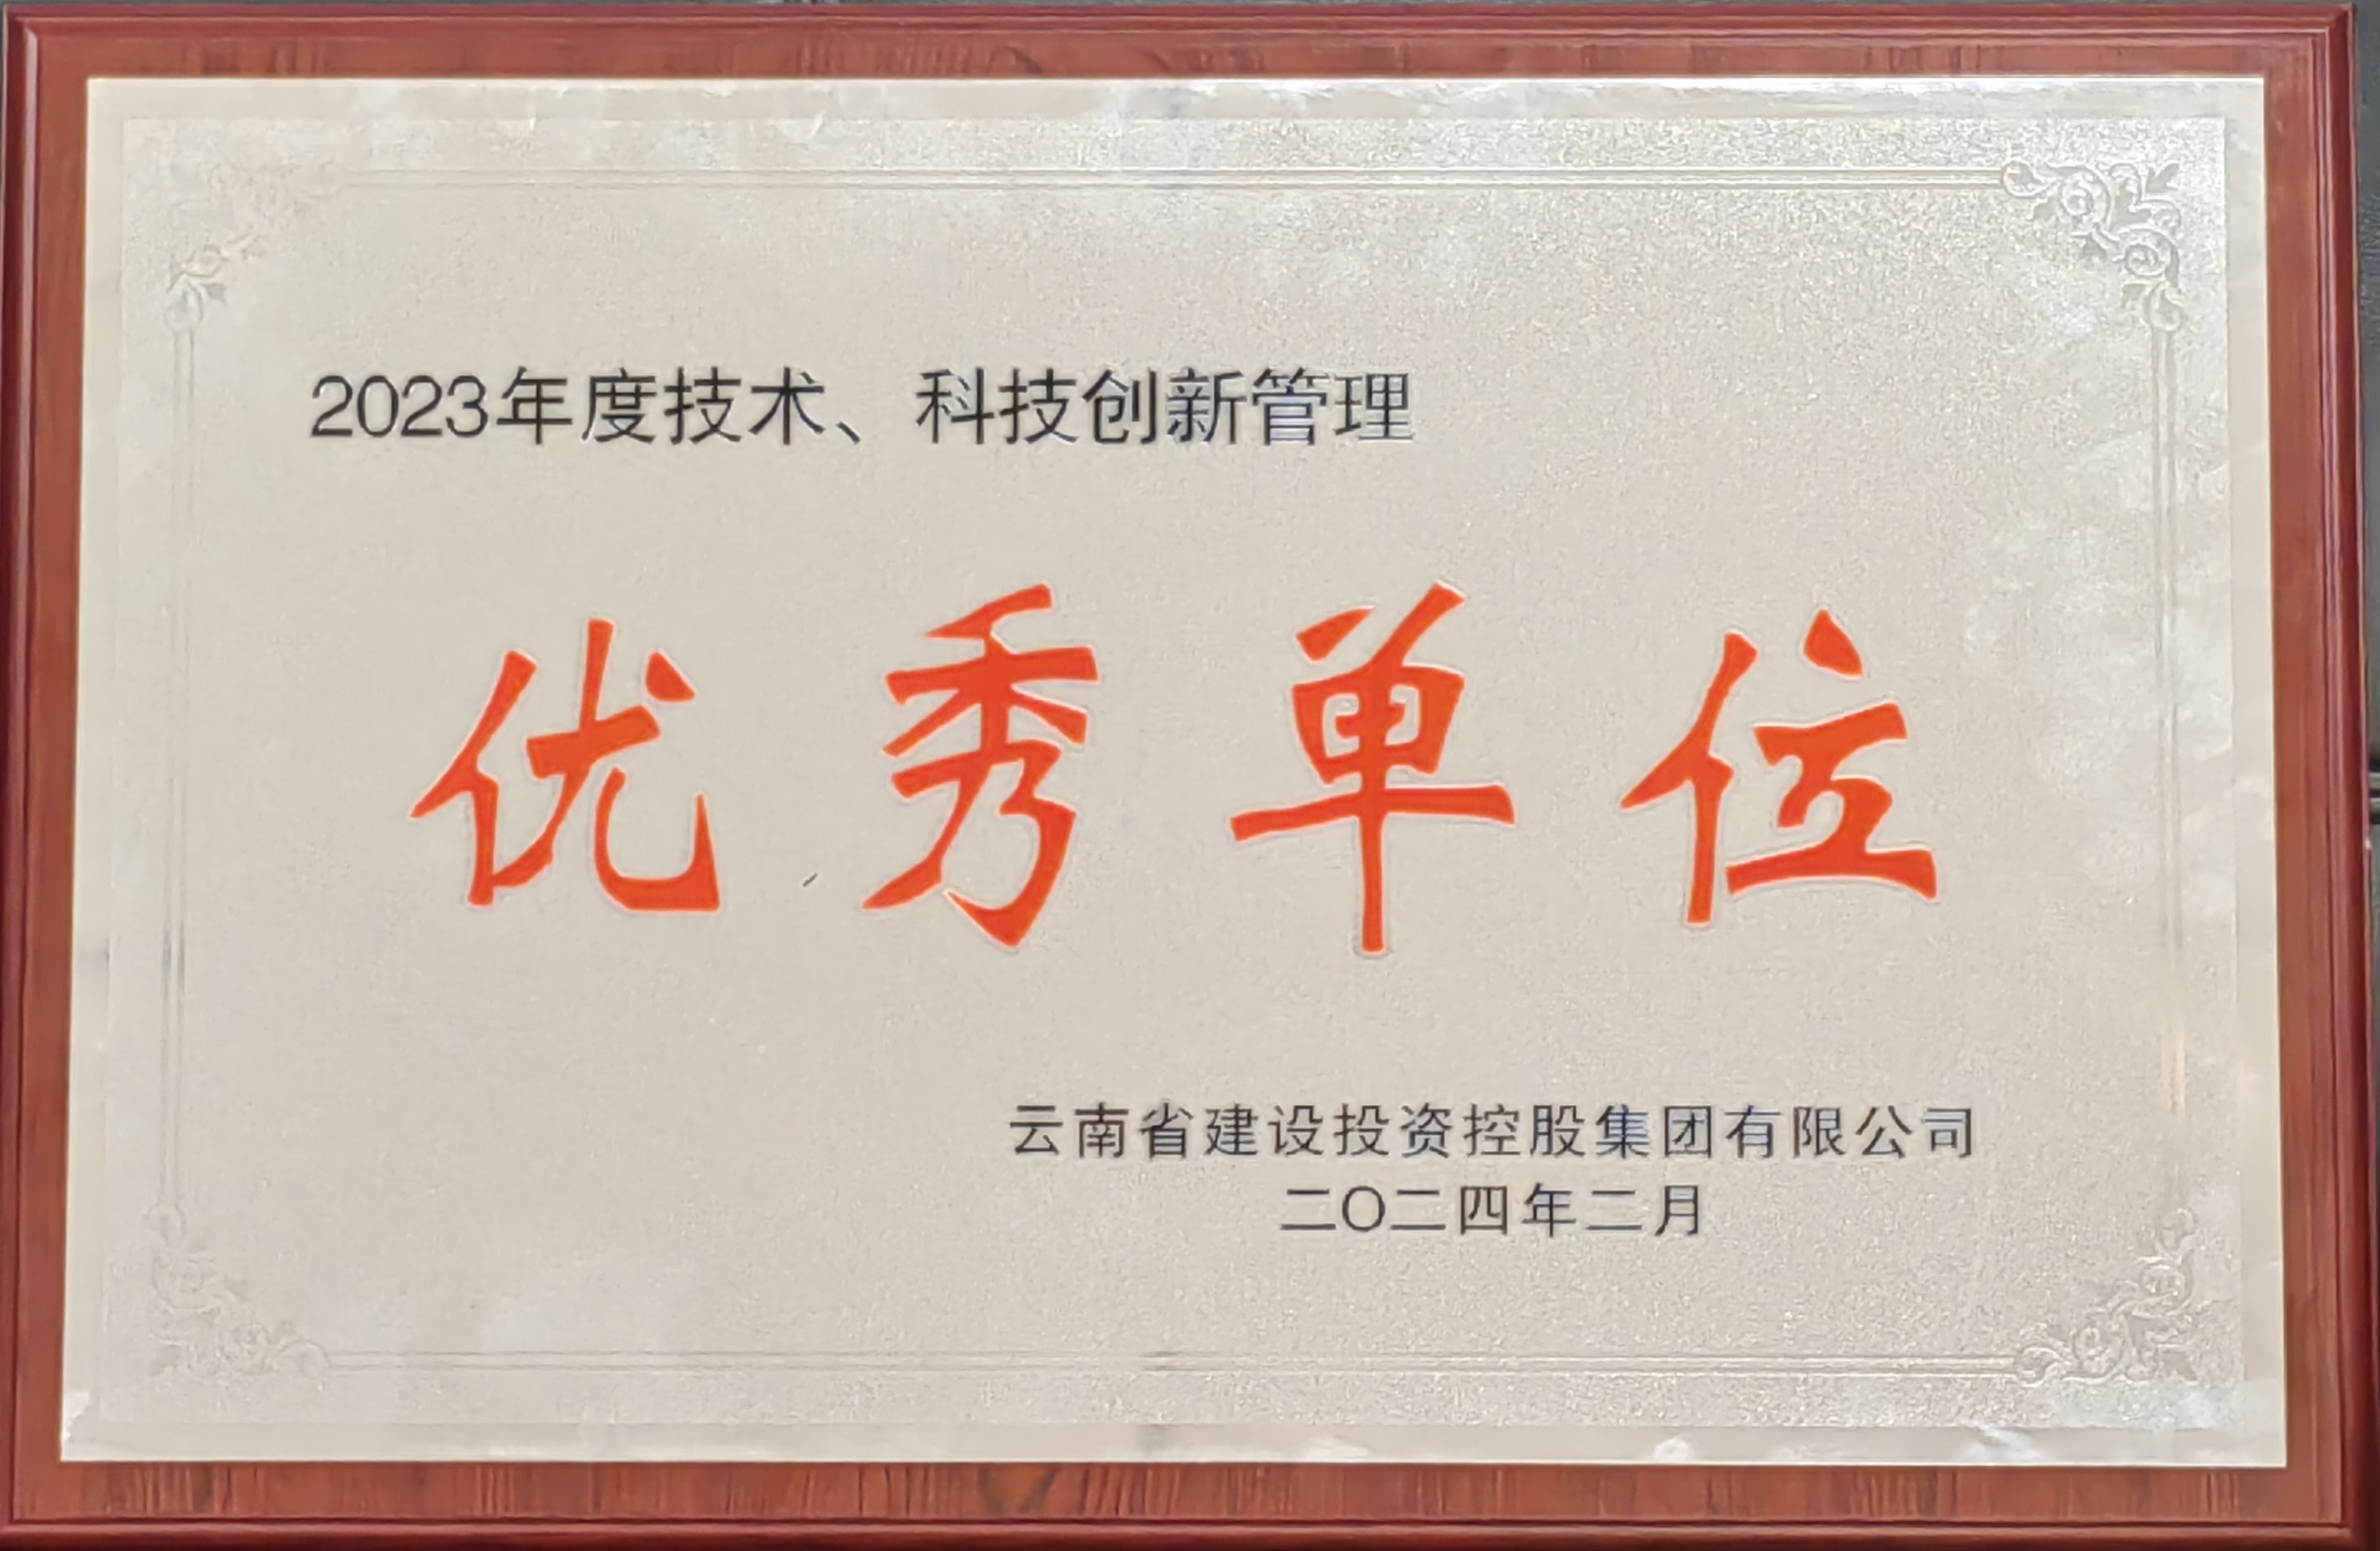 2023年度技术、科技创新管理
优秀单位
云南省建设投资控股集团有限公司
二〇二四年二月